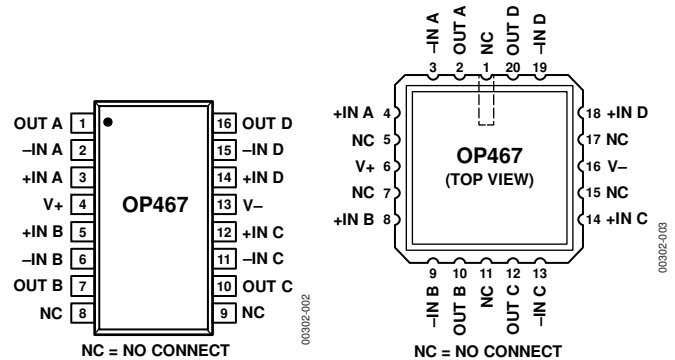 OUT A 1
–IN A 2
+IN A 3
V+ 4
+IN B 5
–IN B 6
OUT B 7
NC 8
OP467
16 OUT D
15 –IN D
14 +IN D
13 V–
12 +IN C
11 –IN C
10 OUT C
9 NC
NC = NO CONNECT
00302-002
–IN A
OUT A
NC
OUT D
–IN D
3 2 1 20 19
+IN A 4
NC 5
V+ 6
NC 7
+IN B 8
OP467
(TOP VIEW)
18 +IN D
17 NC
16 V–
15 NC
14 +IN C
9 10 11 12 13
–IN B
OUT B
NC
OUT C
–IN C
NC = NO CONNECT
00302-003